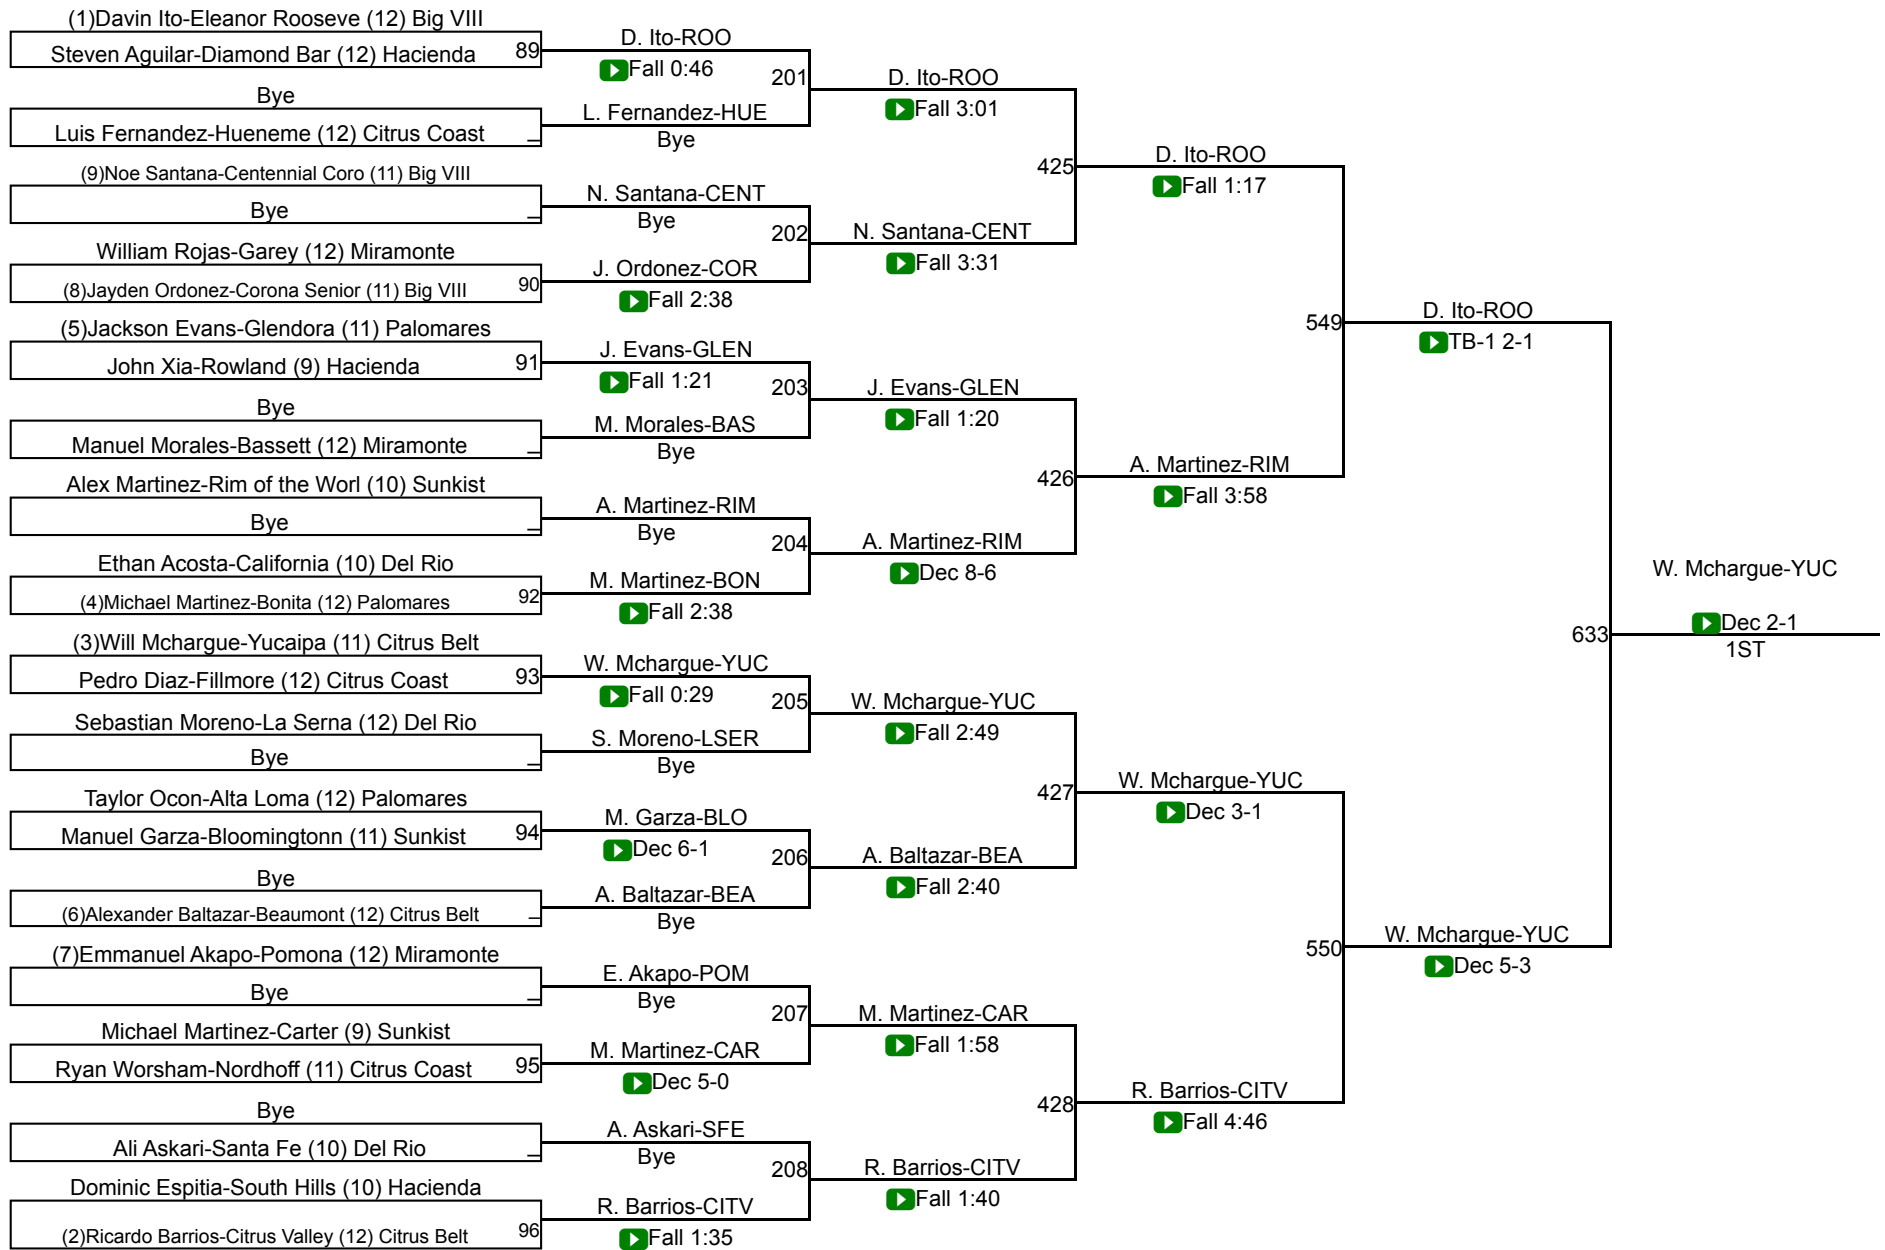 (1)Davin Ito-Eleanor Rooseve (12) Big VIII
Steven Aguilar-Diamond Bar (12) Hacienda 89
Bye
Luis Fernandez-Hueneme (12) Citrus Coast
(9)Noe Santana-Centennial Coro (11) Big VIII
Bye
William Rojas-Garey (12) Miramonte
(8)Jayden Ordonez-Corona Senior (11) Big VIII 90
(5)Jackson Evans-Glendora (11) Palomares
John Xia-Rowland (9) Hacienda 91
Bye
Manuel Morales-Bassett (12) Miramonte
Alex Martinez-Rim of the Worl (10) Sunkist
Bye
Ethan Acosta-California (10) Del Rio
(4)Michael Martinez-Bonita (12) Palomares 92
(3)Will Mchargue-Yucaipa (11) Citrus Belt
Pedro Diaz-Fillmore (12) Citrus Coast 93
Sebastian Moreno-La Serna (12) Del Rio
Bye
Taylor Ocon-Alta Loma (12) Palomares
Manuel Garza-Bloomingtonn (11) Sunkist 94
Bye
(6)Alexander Baltazar-Beaumont (12) Citrus Belt
(7)Emmanuel Akapo-Pomona (12) Miramonte
Bye
Michael Martinez-Carter (9) Sunkist
Ryan Worsham-Nordhoff (11) Citrus Coast 95
Bye
Ali Askari-Santa Fe (10) Del Rio
Dominic Espitia-South Hills (10) Hacienda
(2)Ricardo Barrios-Citrus Valley (12) Citrus Belt 96
D. Ito-ROO
Fall 0:46
201
L. Fernandez-HUE
Bye
N. Santana-CENT
Bye
202
J. Ordonez-COR
Fall 2:38
J. Evans-GLEN
Fall 1:21
203
M. Morales-BAS
Bye
A. Martinez-RIM
Bye
204
M. Martinez-BON
Fall 2:38
W. Mchargue-YUC
Fall 0:29
205
S. Moreno-LSER
Bye
M. Garza-BLO
Dec 6-1
206
A. Baltazar-BEA
Bye
E. Akapo-POM
Bye
207
M. Martinez-CAR
Dec 5-0
A. Askari-SFE
Bye
208
R. Barrios-CITV
Fall 1:35
D. Ito-ROO
Fall 3:01
425
N. Santana-CENT
Fall 3:31
J. Evans-GLEN
Fall 1:20
426
A. Martinez-RIM
Dec 8-6
W. Mchargue-YUC
Fall 2:49
427
A. Baltazar-BEA
Fall 2:40
M. Martinez-CAR
Fall 1:58
428
R. Barrios-CITV
Fall 1:40
D. Ito-ROO
Fall 1:17
549
A. Martinez-RIM
Fall 3:58
W. Mchargue-YUC
Dec 3-1
550
R. Barrios-CITV
Fall 4:46
D. Ito-ROO
TB-1 2-1
633
W. Mchargue-YUC
Dec 5-3
W. Mchargue-YUC
Dec 2-1
1ST